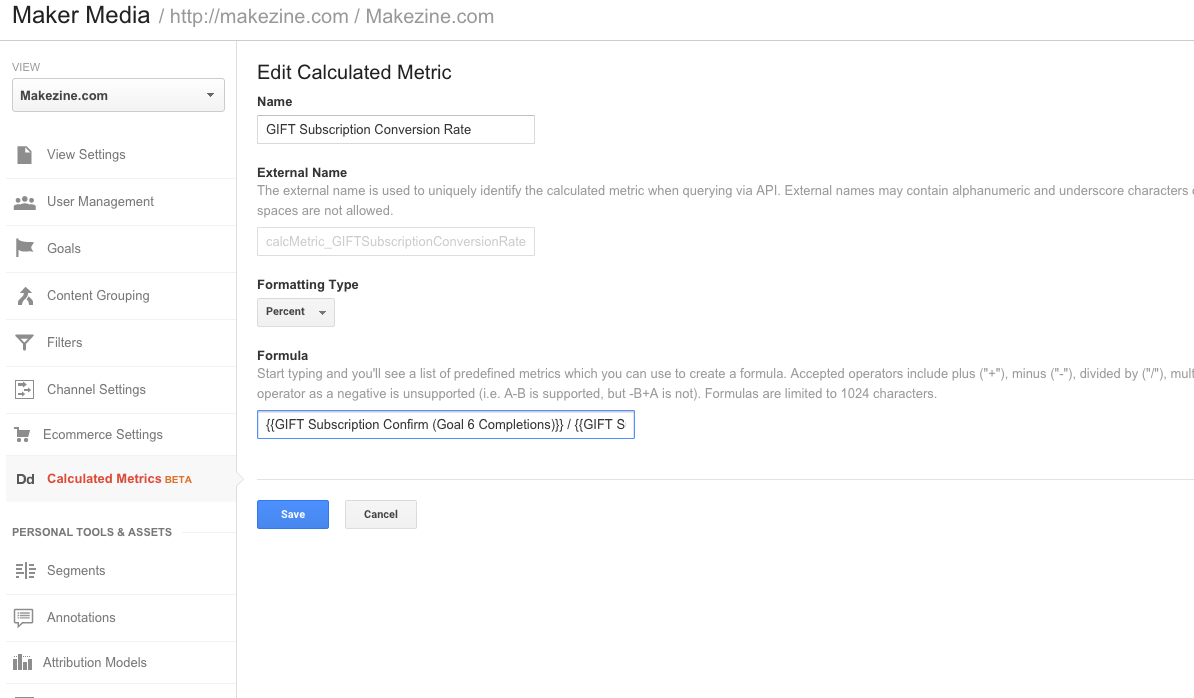 Maker Media / http://makezine.com / Makezine.com
VIEW
Makezine.com
View Settings
User Management
Goals
Content Grouping
Filters
Channel Settings
Ecommerce Settings
Dd Calculated Metrics BETA
PERSONAL TOOLS & ASSETS
Segments
Annotations
Attribution Models
Edit Calculated Metric
Name
GIFT Subscription Conversion Rate
External Name
The external name is used to uniquely identify the calculated metric when querying via API. External names may contain alphanumeric and underscore characters
spaces are not allowed.
calcMetric_GIFTSubscriptionConversionRate
Formatting Type
Percent
Formula
Start typing and you'll see a list of predefined metrics which you can use to create a formula. Accepted operators include plus ("+"), minus ("-"), divided by ("/"), mult
operator as a negative is unsupported (i.e. A-B is supported, but -B+A is not). Formulas are limited to 1024 characters.
{{GIFT Subscription Confirm (Goal 6 Completions)}} / {{GIFT S
Save
Cancel